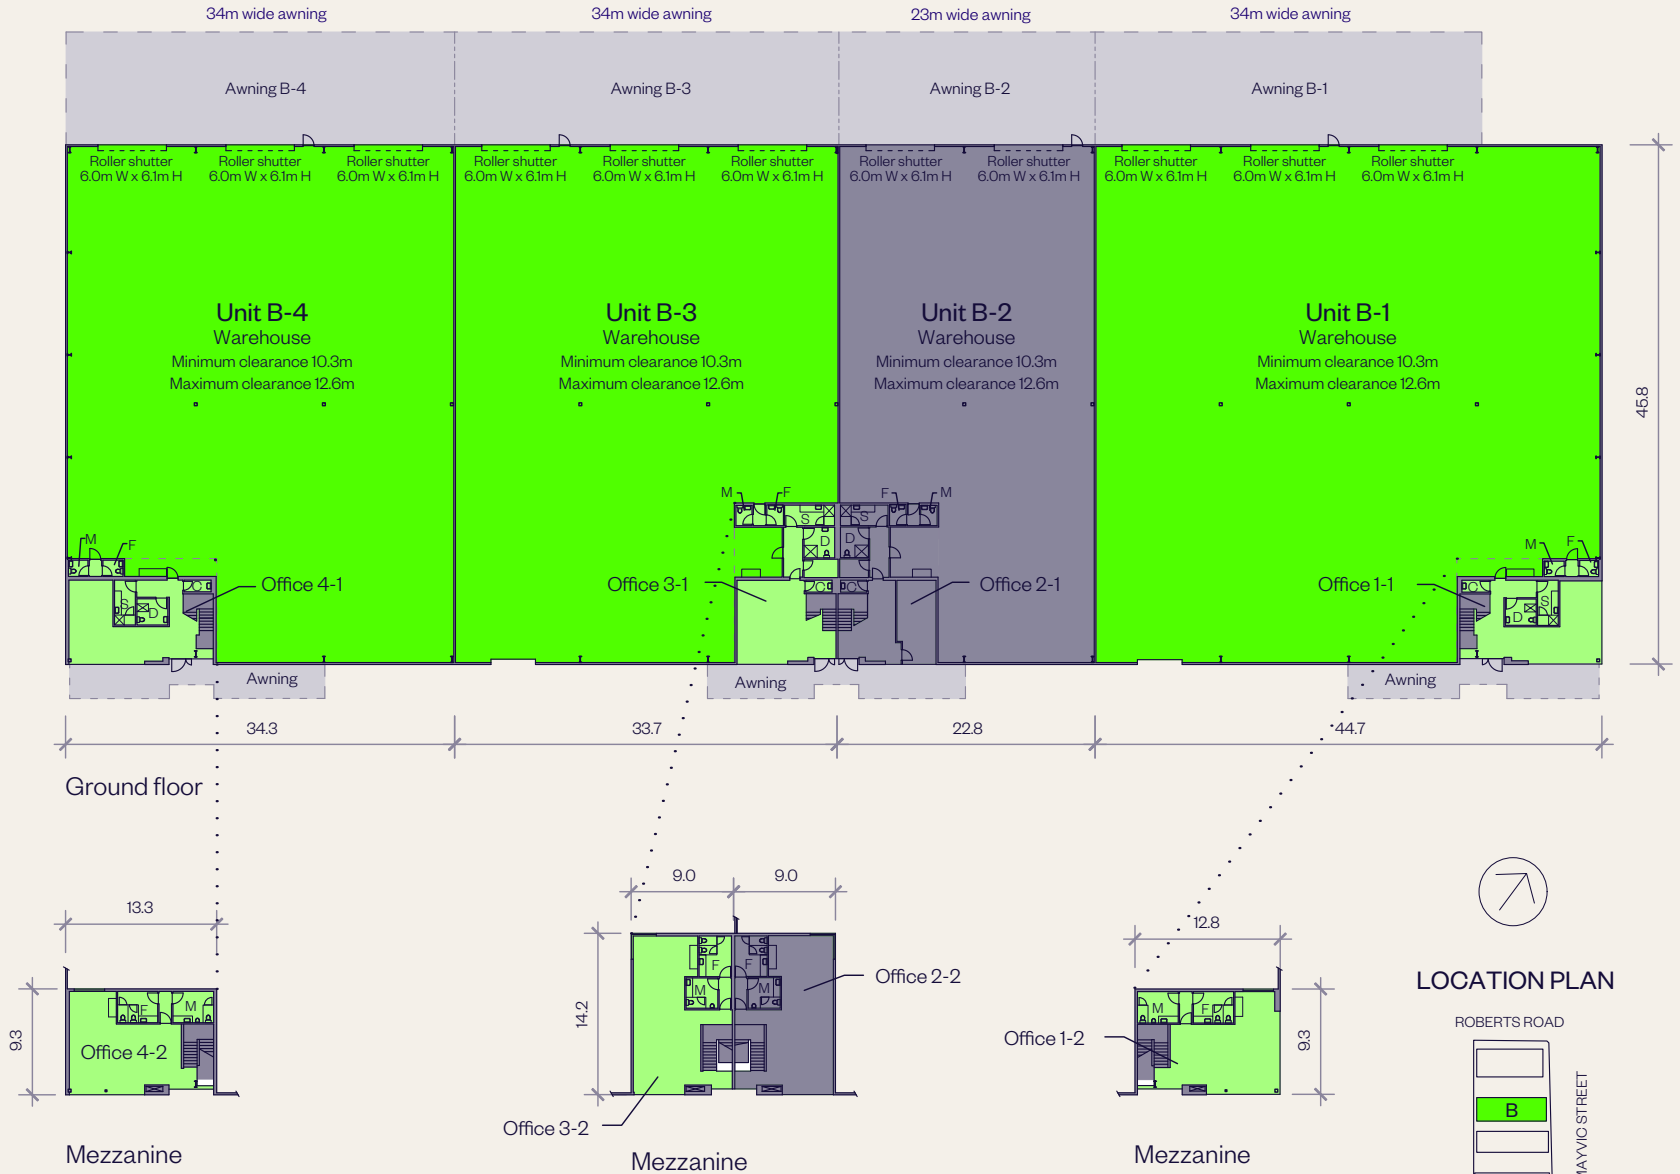 34m wide awning
34m wide awning
23m wide awning
34m wide awning
Awning B-4
Awning B-3
Awning B-2
Awning B-1
Roller shutter
6.0m W x 6.1m H
Roller shutter
6.0m W x 6.1m H
Roller shutter
6.0m W x 6.1m H
Roller shutter
6.0m W x 6.1m H
Roller shutter
6.0m W x 6.1m H
Roller shutter
6.0m W x 6.1m H
Roller shutter
6.0m W x 6.1m H
Roller shutter
6.0m W x 6.1m H
Roller shutter
6.0m W x 6.1m H
Roller shutter
6.0m W x 6.1m H
Roller shutter
6.0m W x 6.1m H
Unit B-4
Warehouse
Minimum clearance 10.3m
Maximum clearance 12.6m
Unit B-3
Warehouse
Minimum clearance 10.3m
Maximum clearance 12.6m
Unit B-2
Warehouse
Minimum clearance 10.3m
Maximum clearance 12.6m
Unit B-1
Warehouse
Minimum clearance 10.3m
Maximum clearance 12.6m
45.8
M
F
F
M
S
S
D
D
M
F
M
F
Office 4-1
Office 3-1
Office 2-1
Office 1-1
C
C
C
C
S
D
D
S
Awning
Awning
Awning
34.3
33.7
22.8
44.7
Ground floor
13.3
9.0
9.0
12.8
9.3
F
M
Office 4-2
Mezzanine
14.2
F
F
M
M
Office 2-2
Office 3-2
Mezzanine
M
F
Office 1-2
9.3
Mezzanine
LOCATION PLAN
ROBERTS ROAD
B
MAYVIC STREET